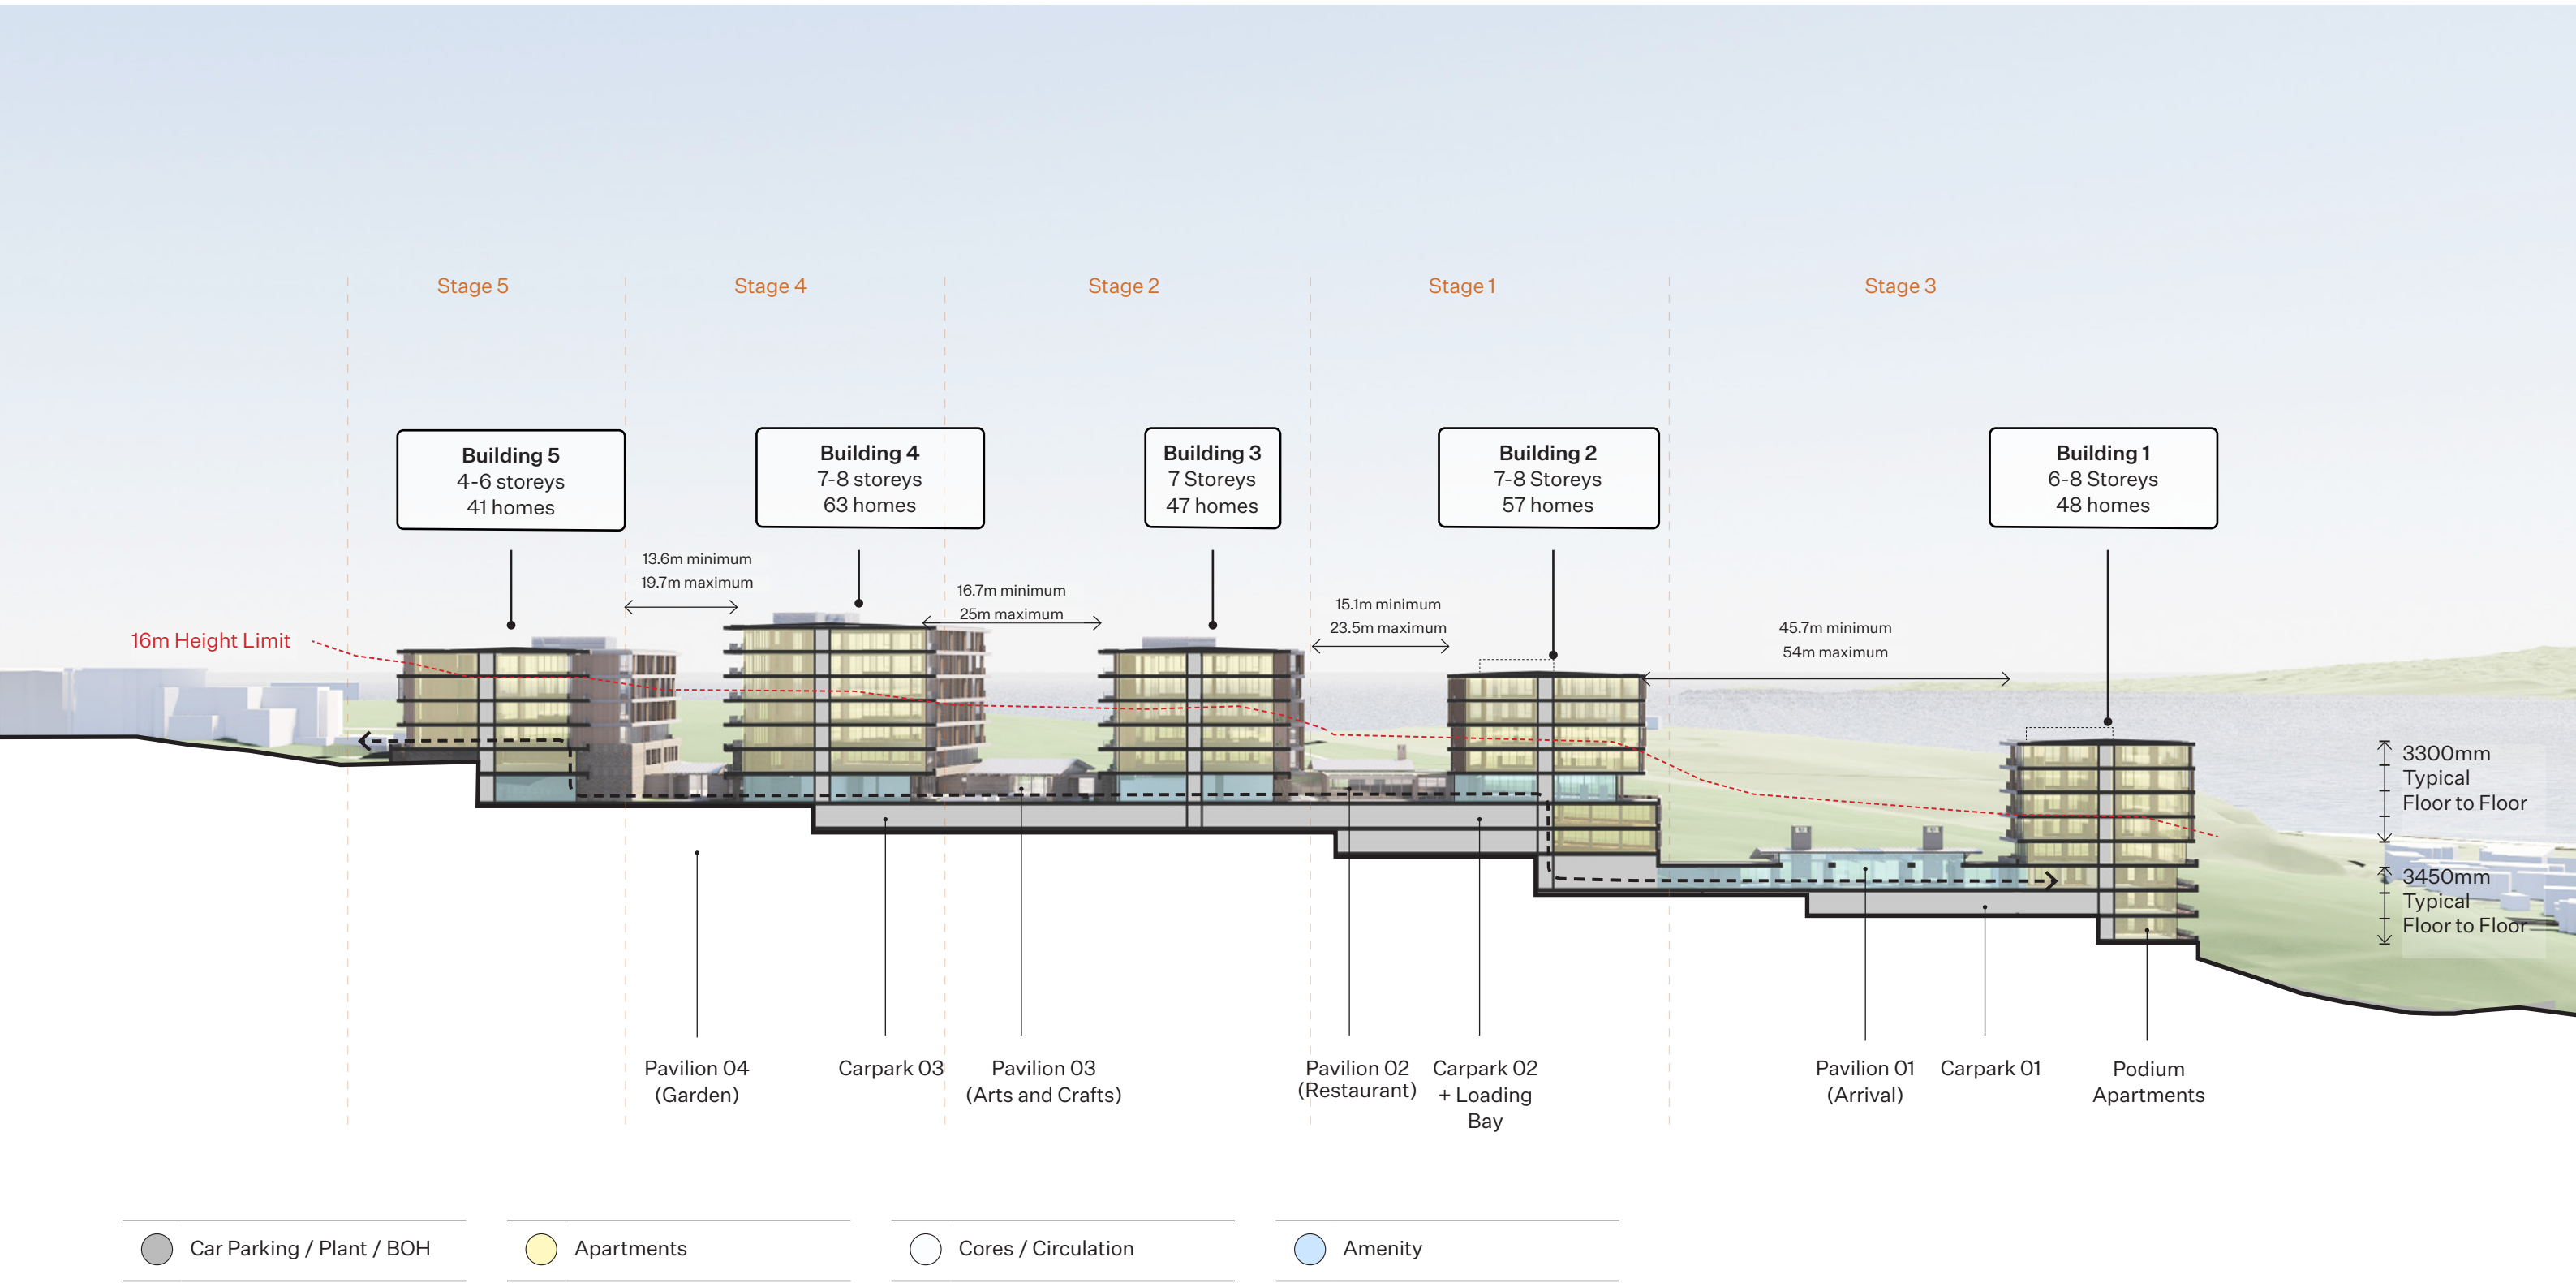 Stage 5
Stage 4
Stage 2
Stage 1
Stage 3
Building 5
4-6 storeys
41 homes
Building 4
7-8 storeys
63 homes
Building 3
7 Storeys
47 homes
Building 2
7-8 Storeys
57 homes
Building 1
6-8 Storeys
48 homes
13.6m minimum
19.7m maximum
16.7m minimum
25m maximum
15.1m minimum
23.5m maximum
45.7m minimum
54m maximum
16m Height Limit
3300mm
Typical
Floor to Floor
3450mm
Typical
Floor to Floor
Pavilion 04
(Garden)
Carpark 03
Pavilion 03
(Arts and Crafts)
Pavilion 02
(Restaurant)
Carpark 02
+ Loading
Bay
Pavilion 01
(Arrival)
Carpark 01
Podium
Apartments
Car Parking / Plant / BOH
Apartments
Cores / Circulation
Amenity